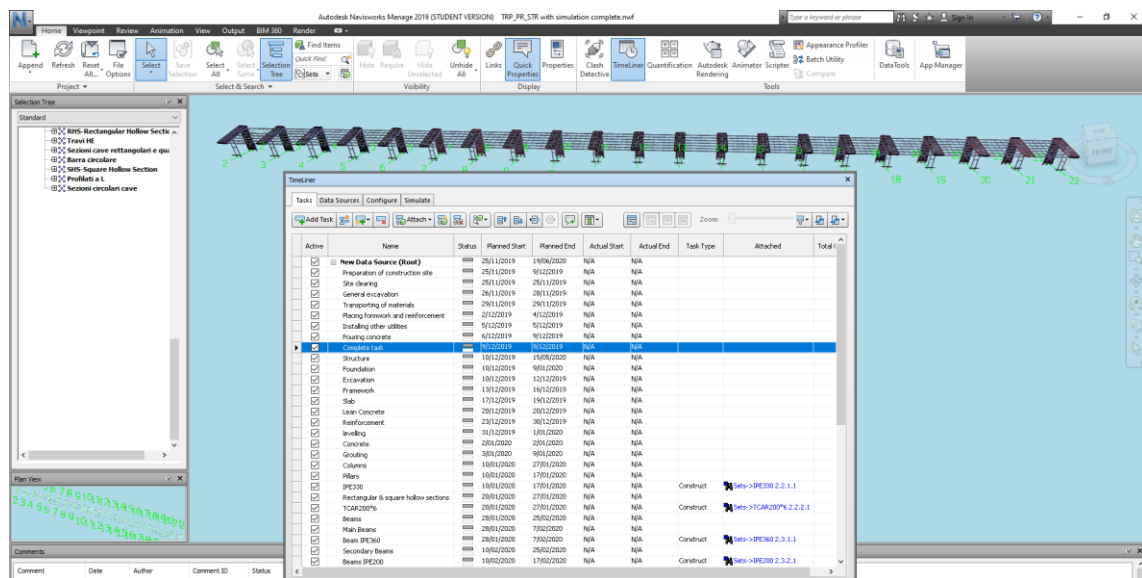 Autodesk Navisworks Manage 2019 (STUDENT VERSION) TRP_PR_STR with simulation complete.nwf
Type a keyword or phrase
Sign In
Home Viewpoint Review Animation View Output BIM 360 Render
Append Refresh Reset All... File Options Select Save Selection Select All Select Same Selection Tree
Find Items
Quick Find
Sets
Hide Require Hide Unselected Unhide All Links Quick Properties Properties Clash Detective TimeLiner Quantification Autodesk Rendering Animator Scripter
Appearance Profiler
Batch Utility
Compare
DataTools App Manager
Project Select & Search Visibility Display Tools
Selection Tree
Standard
RHS-Rectangular Hollow Sectic
Travi HE
Sezioni cave rettangolari e qua
Barra circolare
SHS-Square Hollow Section
Profilati a L
Sezioni circolari cave
TOP
FRONT
2 3 4 5 6 7 18 19 20 21 22
TimeLiner
Tasks Data Sources Configure Simulate
Add Task Attach Zoom:
Active Name Status Planned Start Planned End Actual Start Actual End Task Type Attached Total
New Data Source (Root) 25/11/2019 19/06/2020 N/A N/A
Preparation of construction site 25/11/2019 9/12/2019 N/A N/A
Site clearing 25/11/2019 25/11/2019 N/A N/A
General excavation 26/11/2019 28/11/2019 N/A N/A
Transporting of materials 29/11/2019 29/11/2019 N/A N/A
Placing formwork and reinforcement 2/12/2019 4/12/2019 N/A N/A
Installing other utilities 5/12/2019 5/12/2019 N/A N/A
Pouring concrete 6/12/2019 9/12/2019 N/A N/A
Complete task 9/12/2019 9/12/2019 N/A N/A
Structure 10/12/2019 15/05/2020 N/A N/A
Foundation 10/12/2019 9/01/2020 N/A N/A
Excavation 10/12/2019 12/12/2019 N/A N/A
Framework 13/12/2019 16/12/2019 N/A N/A
Slab 17/12/2019 19/12/2019 N/A N/A
Lean Concrete 20/12/2019 20/12/2019 N/A N/A
Reinforcement 23/12/2019 30/12/2019 N/A N/A
levelling 31/12/2019 1/01/2020 N/A N/A
Concrete 2/01/2020 2/01/2020 N/A N/A
Grouting 3/01/2020 9/01/2020 N/A N/A
Columns 10/01/2020 27/01/2020 N/A N/A
Pillars 10/01/2020 17/01/2020 N/A N/A
IPE330 10/01/2020 17/01/2020 N/A N/A Construct Sets->IPE330 2.2.1.1
Rectangular & square hollow sections 20/01/2020 27/01/2020 N/A N/A
TCAR200*6 20/01/2020 27/01/2020 N/A N/A Construct Sets->TCAR200*6 2.2.2.1
Beams 28/01/2020 25/02/2020 N/A N/A
Main Beams 28/01/2020 7/02/2020 N/A N/A
Beam IPE360 28/01/2020 7/02/2020 N/A N/A Construct Sets->IPE360 2.3.1.1
Secondary Beams 10/02/2020 25/02/2020 N/A N/A
Beams IPE200 10/02/2020 17/02/2020 N/A N/A Construct Sets->IPE200 2.3.2.1
Plan View
Comments
Comment Date Author Comment ID Status